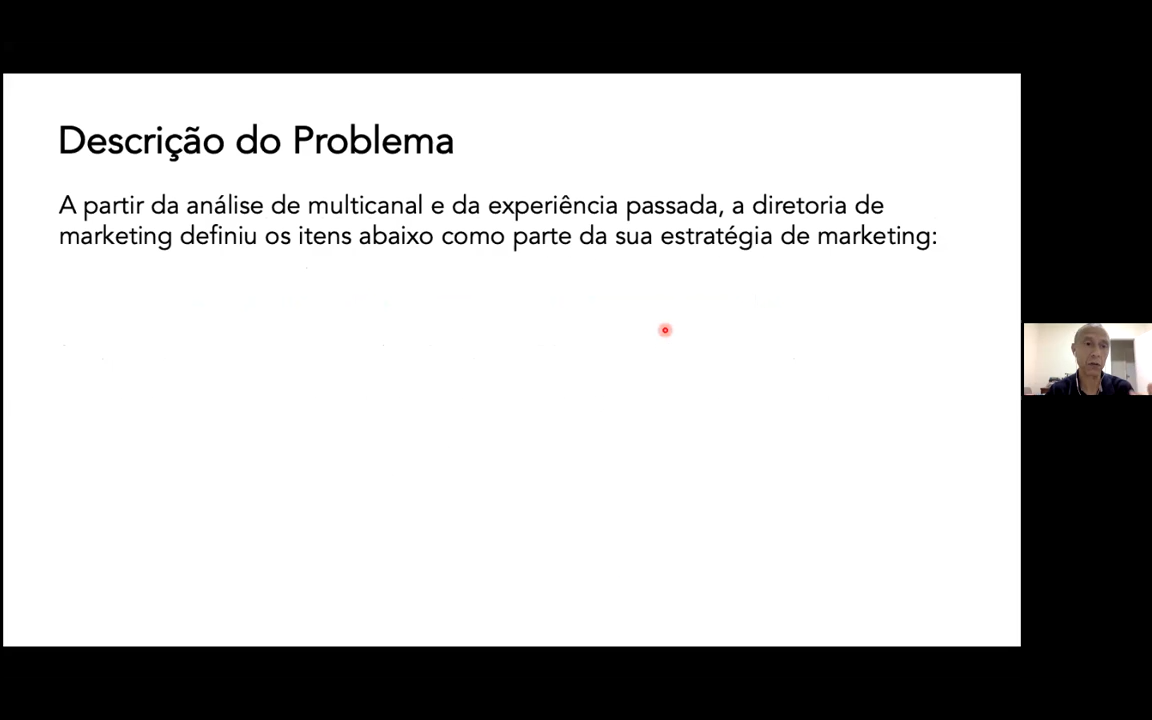 Descrição do Problema
A partir da análise de multicanal e da experiência passada, a diretoria de
marketing definiu os itens abaixo como parte da sua estratégia de marketing: